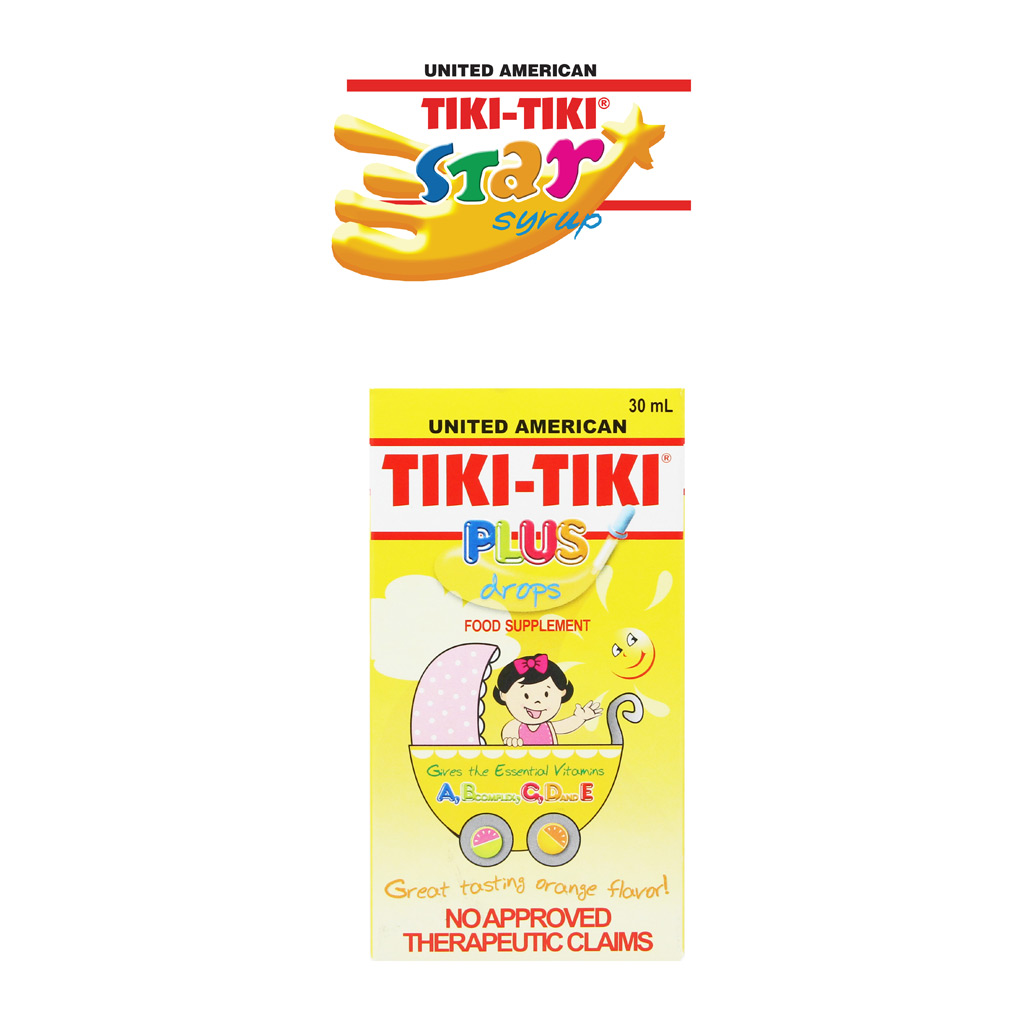 UNITED AMERICAN
TIKI-TIKI®
STar
syrup
30 mL
UNITED AMERICAN
TIKI-TIKI®
PLUS
drops
FOOD SUPPLEMENT
Gives the Essential Vitamins
A, B COMPLEX, C, D AND E
Great tasting orange flavor!
NO APPROVED
THERAPEUTIC CLAIMS